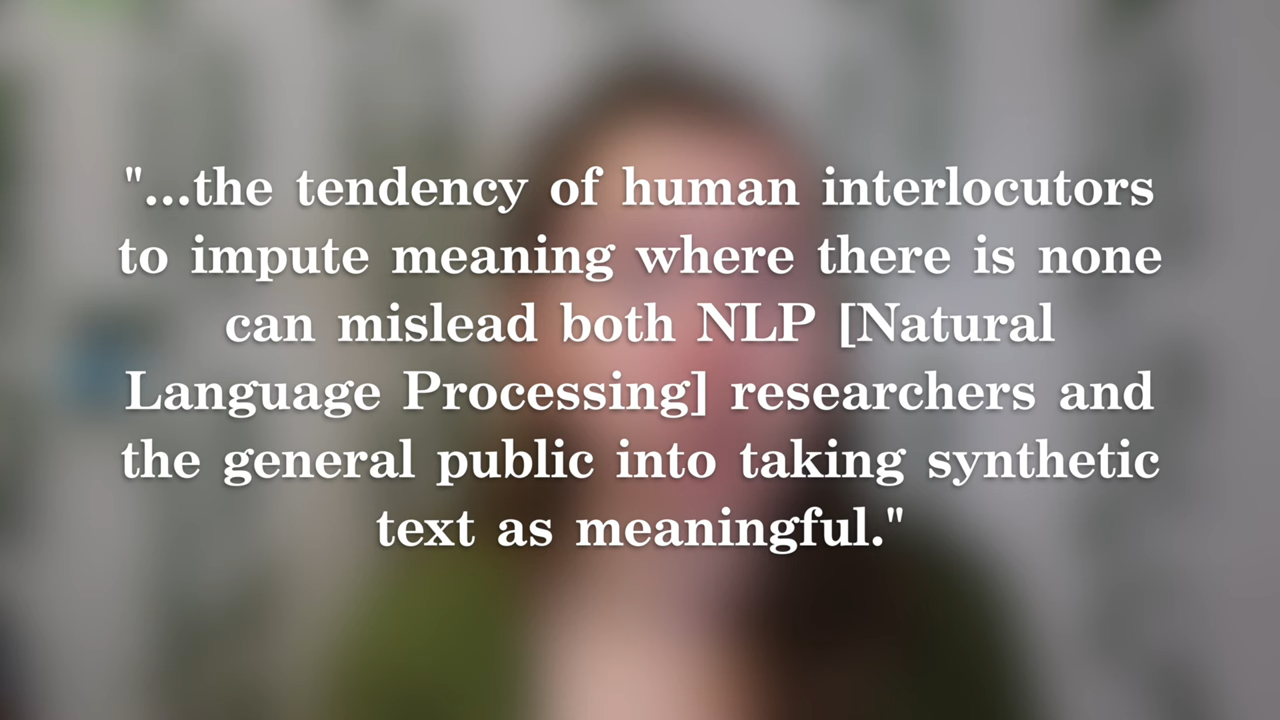 "...the tendency of human interlocutors
to impute meaning where there is none
can mislead both NLP [Natural
Language Processing] researchers and
the general public into taking synthetic
text as meaningful."